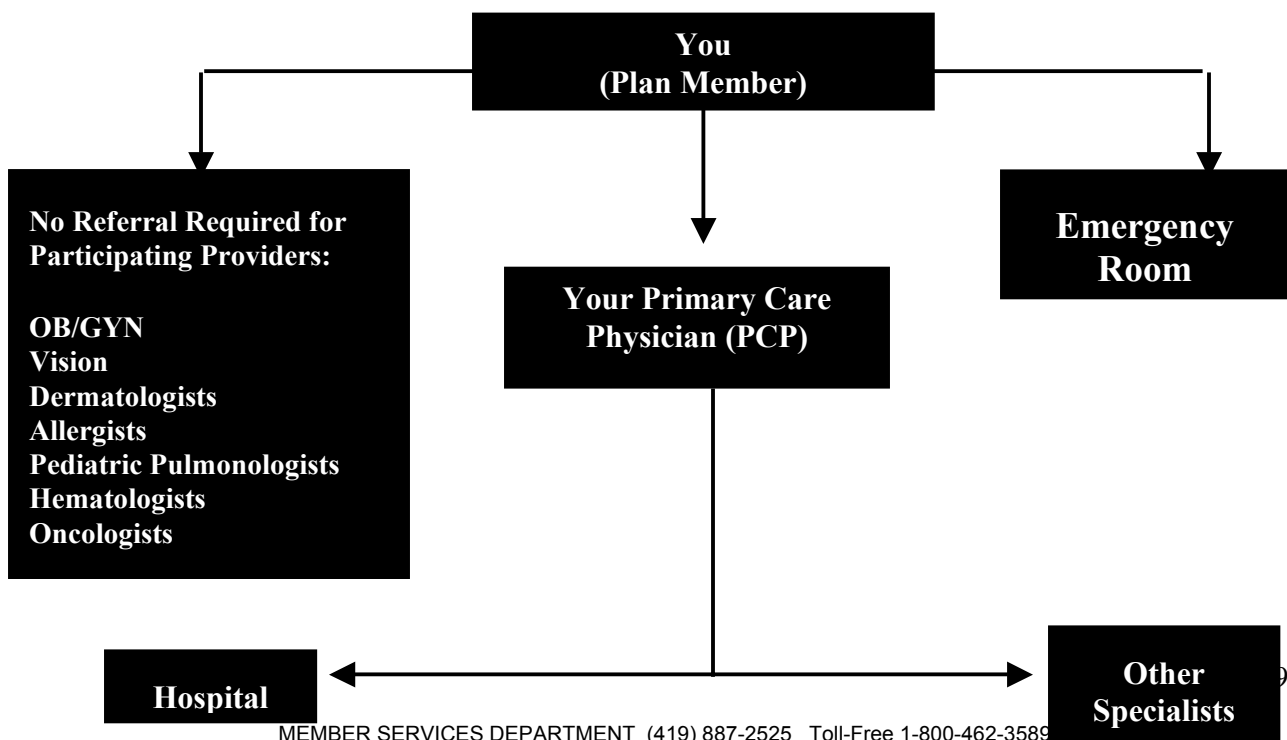 You
(Plan Member)
No Referral Required for
Participating Providers:
OB/GYN
Vision
Dermatologists
Allergists
Pediatric Pulmonologists
Hematologists
Oncologists
Your Primary Care
Physician (PCP)
Emergency
Room
Hospital
Other
Specialists
9
MEMBER SERVICES DEPARTMENT (419) 887-2525 Toll-Free 1-800-462-3589